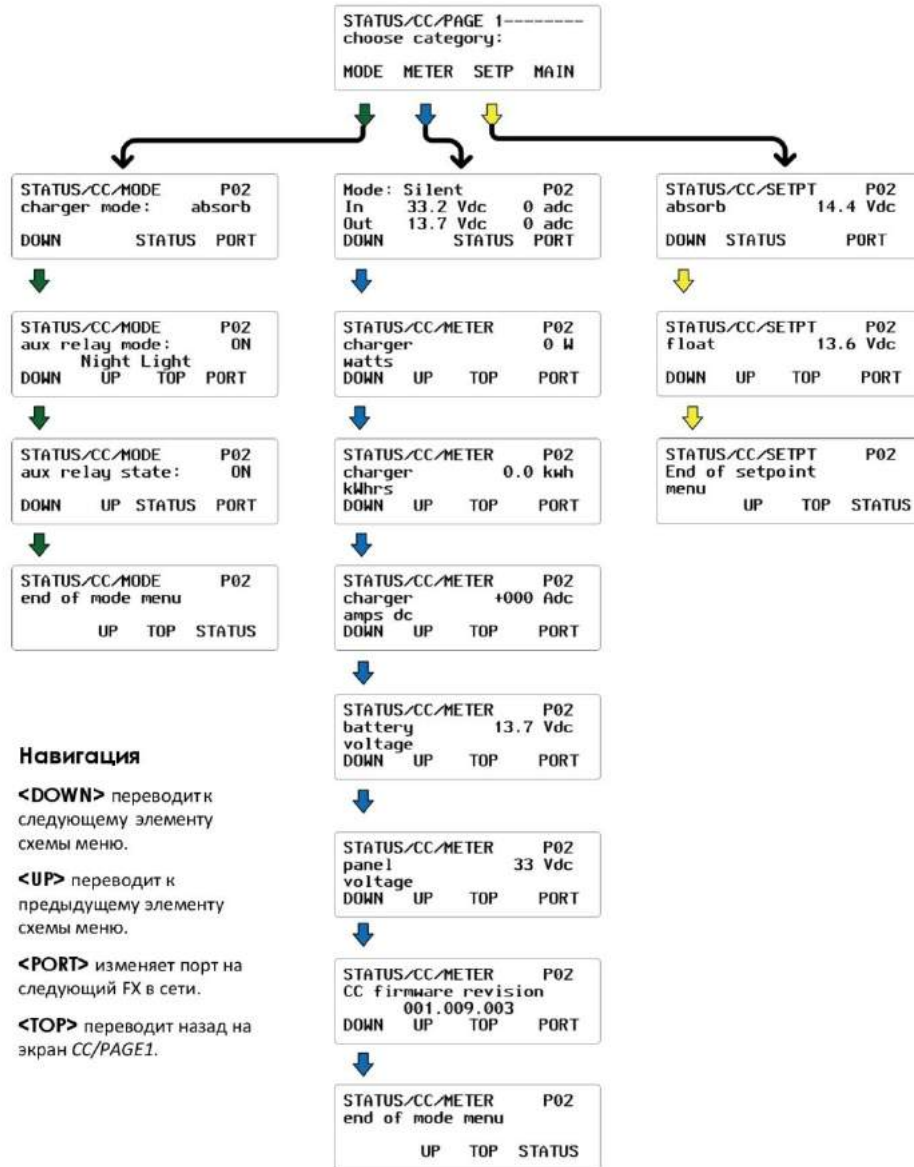 STATUS/CC/PAGE 1--------
choose category:
MODE METER SETP MAIN
STATUS/CC/MODE P02
charger mode: absorb
DOWN STATUS PORT
STATUS/CC/MODE P02
aux relay mode: ON
Night Light
DOWN UP TOP PORT
STATUS/CC/MODE P02
aux relay state: ON
DOWN UP STATUS PORT
STATUS/CC/MODE P02
end of mode menu
UP TOP STATUS
Mode: Silent P02
In 33.2 Vdc 0 adc
Out 13.7 Vdc 0 adc
DOWN STATUS PORT
STATUS/CC/METER P02
charger 0 W
watts
DOWN UP TOP PORT
STATUS/CC/METER P02
charger 0.0 kwh
kWhrs
DOWN UP TOP PORT
STATUS/CC/METER P02
charger +000 Adc
amps dc
DOWN UP TOP PORT
STATUS/CC/METER P02
battery 13.7 Vdc
voltage
DOWN UP TOP PORT
STATUS/CC/METER P02
panel 33 Vdc
voltage
DOWN UP TOP PORT
STATUS/CC/METER P02
CC firmware revision
001.009.003
DOWN UP TOP PORT
STATUS/CC/METER P02
end of mode menu
UP TOP STATUS
STATUS/CC/SETPT P02
absorb 14.4 Vdc
DOWN STATUS PORT
STATUS/CC/SETPT P02
float 13.6 Vdc
DOWN UP TOP PORT
STATUS/CC/SETPT P02
End of setpoint
menu
UP TOP STATUS
Навигация
<DOWN> переводит к
следующему элементу
схемы меню.
<UP> переводит к
предыдущему элементу
схемы меню.
<PORT> изменяет порт на
следующий FX в сети.
<TOP> переводит назад на
экран CC/PAGE1.